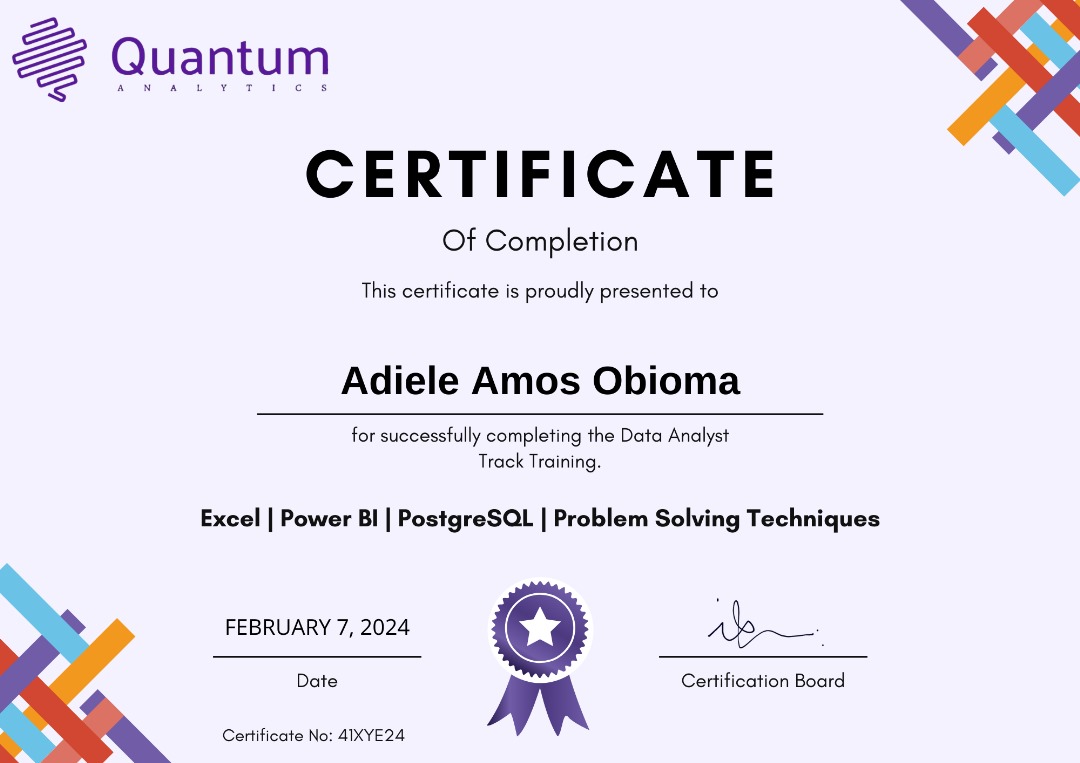 Quantum
ANALYTICS
CERTIFICATE
Of Completion
This certificate is proudly presented to
Adiele Amos Obioma
for successfully completing the Data Analyst
Track Training.
Excel | Power BI | PostgreSQL | Problem Solving Techniques
FEBRUARY 7, 2024
Date
Certification Board
Certificate No: 41XYE24